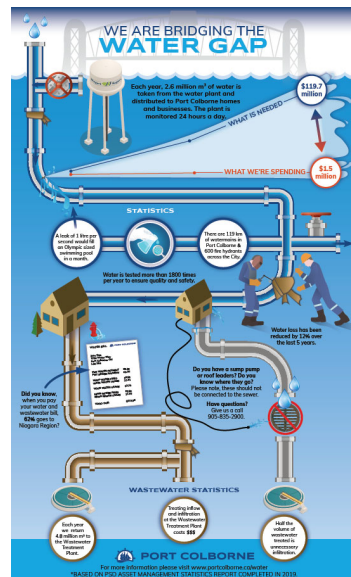 WE ARE BRIDGING THE
WATER GAP
Each year, 2.6 million m³ of water is
taken from the water plant and
distributed to Port Colborne homes
and businesses. The plant is
monitored 24 hours a day.
$119.7
million
WHAT IS NEEDED
WHAT WE'RE SPENDING
$1.5
million
STATISTICS
A leak of 1 litre per
second would fill
an Olympic sized
swimming pool
in a month.
There are 119 km
of watermains in
Port Colborne &
600 fire hydrants
across the City.
Water is tested more than 1800 times
per year to ensure quality and safety.
Water loss has been
reduced by 12% over
the last 5 years.
Did you know
when you pay
your water and
wastewater bill,
62% goes to
Niagara Region?
Do you have a sump pump
or roof leaders? Do you
know where they go?
Please note, these should not
be connected to the sewer.
Have questions?
Give us a call
905-835-2900.
WASTEWATER STATISTICS
Each year
we return
4.8 million m³ to
the Wastewater
Treatment
Plant.
Treating inflow
and infiltration
at the Wastewater
Treatment Plant
costs $$$
Half the
volume of
wastewater
treated is
unnecessary
infiltration.
PORT COLBORNE
For more information please visit www.portcolborne.ca/water
*BASED ON PSD ASSET MANAGEMENT STATISTICS REPORT COMPLETED IN 2019.